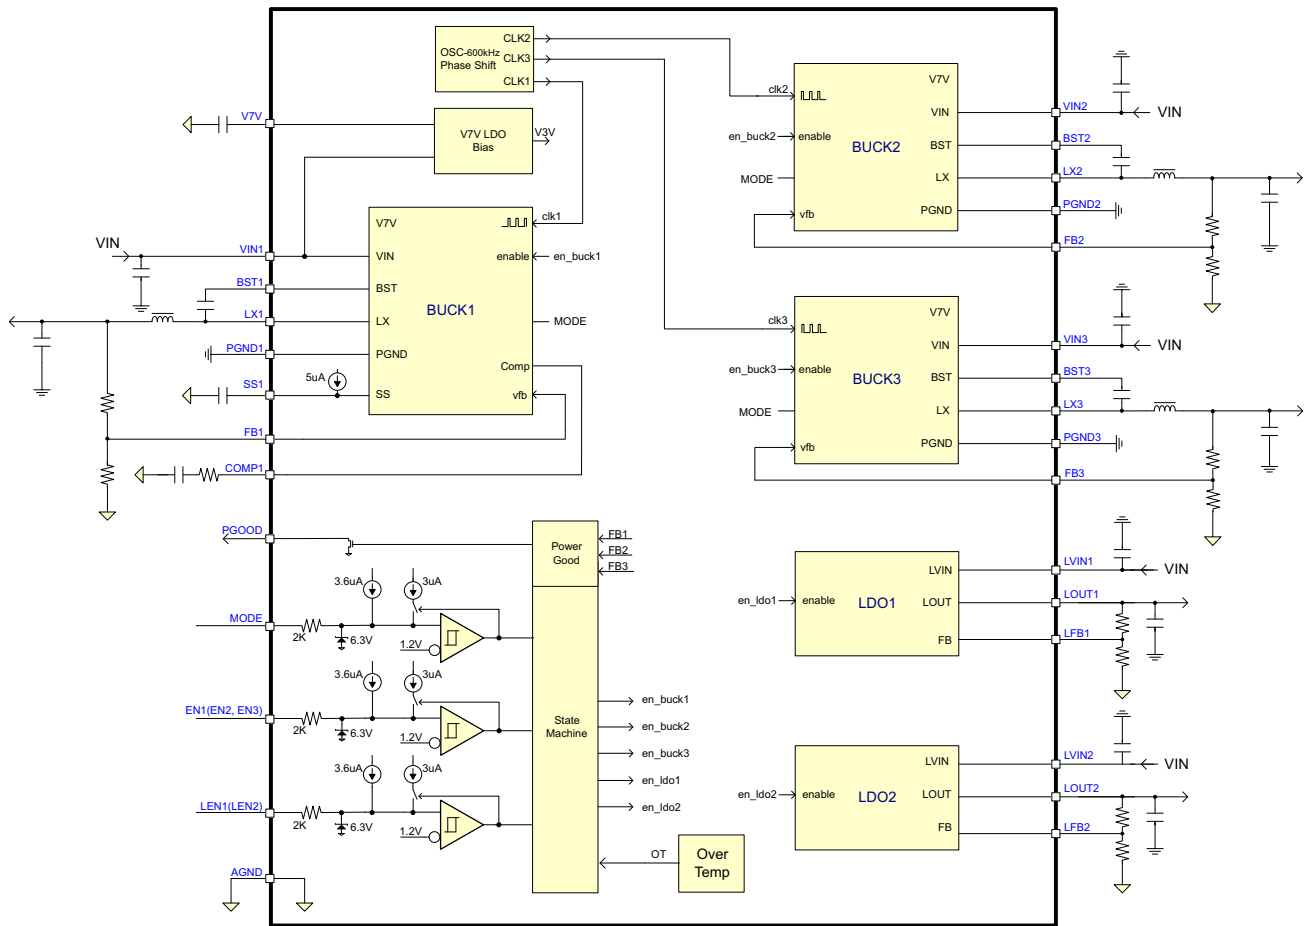 OSC-600kHz
Phase Shift
CLK2
CLK3
CLK1
V7V
V7V LDO
Bias
V3V
VIN
VIN1
BST1
LX1
PGND1
SS1
5uA
FB1
COMP1
V7V
VIN
BST
LX
PGND
SS
BUCK1
clk1
enable
en_buck1
MODE
Comp
vfb
clk2
en_buck2
enable
MODE
vfb
BUCK2
V7V
VIN
BST
LX
PGND
VIN2
VIN
BST2
LX2
PGND2
FB2
clk3
en_buck3
enable
MODE
vfb
BUCK3
V7V
VIN
BST
LX
PGND
VIN3
VIN
BST3
LX3
PGND3
FB3
PGOOD
Power
Good
FB1
FB2
FB3
MODE
2K
3.6uA
3uA
6.3V
1.2V
EN1(EN2, EN3)
2K
3.6uA
3uA
6.3V
1.2V
LEN1(LEN2)
2K
3.6uA
3uA
6.3V
1.2V
State
Machine
en_buck1
en_buck2
en_buck3
en_ldo1
en_ldo2
OT
Over
Temp
AGND
en_ldo1
enable
LDO1
LVIN
LOUT
FB
LVIN1
VIN
LOUT1
LFB1
en_ldo2
enable
LDO2
LVIN
LOUT
FB
LVIN2
VIN
LOUT2
LFB2